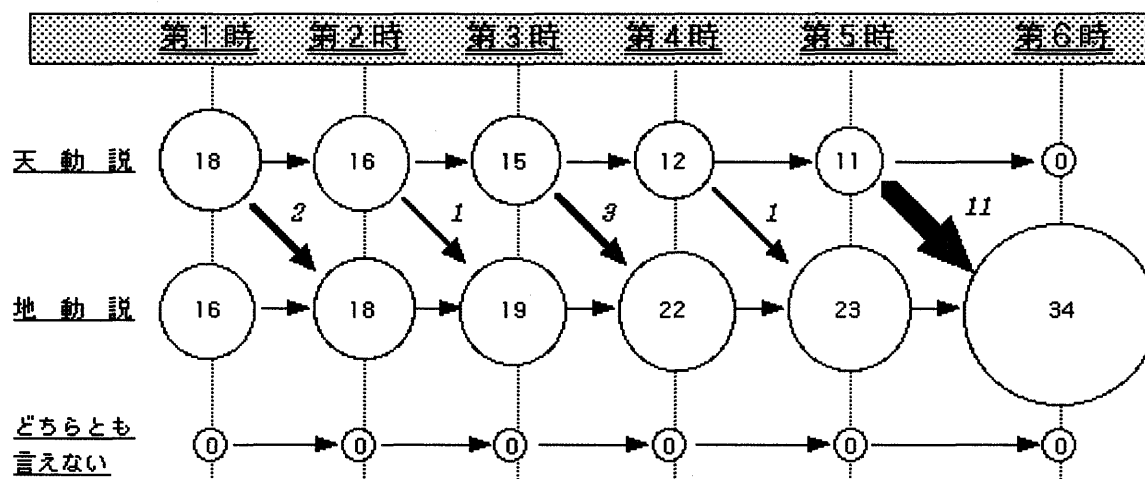 第1時 第2時 第3時 第4時 第5時 第6時
天動説 18 16 15 12 11 0
2 1 3 1 11
地動説 16 18 19 22 23 34
どちらとも
言えない
0 0 0 0 0 0